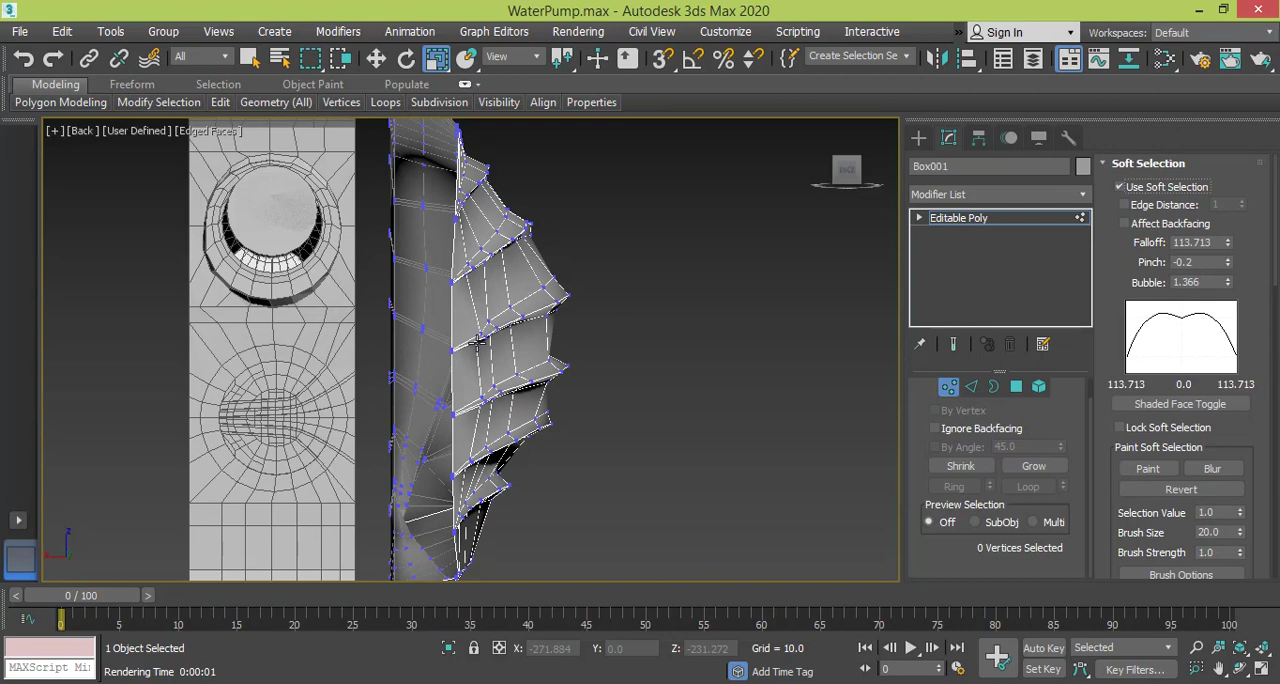 WaterPump.max - Autodesk 3ds Max 2020
File Edit Tools Group Views Create Modifiers Animation Graph Editors Rendering Civil View Customize Scripting Interactive » Sign In Workspaces: Default
All View Create Selection Se
Modeling Freeform Selection Object Paint Populate
Polygon Modeling Modify Selection Edit Geometry (All) Vertices Loops Subdivision Visibility Align Properties
[+] [Back] [User Defined] [Edged Faces]
Box001
Modifier List
Editable Poly
By Vertex
Ignore Backfacing
By Angle: 45.0
Shrink Grow
Ring Loop
Preview Selection
Off SubObj Multi
0 Vertices Selected
Soft Selection
Use Soft Selection
Edge Distance: 1
Affect Backfacing
Falloff: 113.713
Pinch: -0.2
Bubble: 1.366
113.713 0.0 113.713
Shaded Face Toggle
Lock Soft Selection
Paint Soft Selection
Paint Blur
Revert
Selection Value 1.0
Brush Size 20.0
Brush Strength 1.0
Brush Options
< 0 / 100 >
0 5 10 15 20 25 30 35 40 45 50 55 60 65 70 75 80 85 90 95 100
1 Object Selected X: -271.884 Y: 0.0 Z: -231.272 Grid = 10.0 Auto Key Selected
MAXScript Mi: Rendering Time 0:00:01 Add Time Tag 0 Set Key Key Filters...